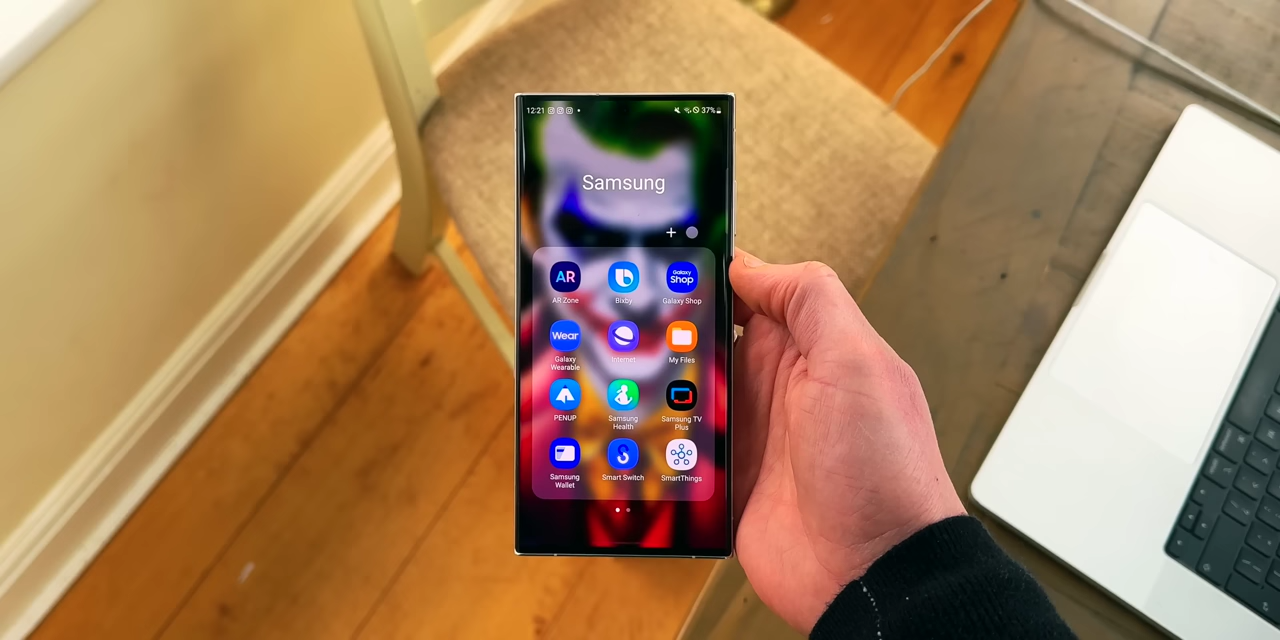 12:21
37%
Samsung
+
AR
Galaxy
Shop
AR Zone
Bixby
Galaxy Shop
Wear
Galaxy
Wearable
Internet
My Files
PENUP
Samsung
Health
Samsung TV
Plus
Samsung
Wallet
Smart Switch
SmartThings